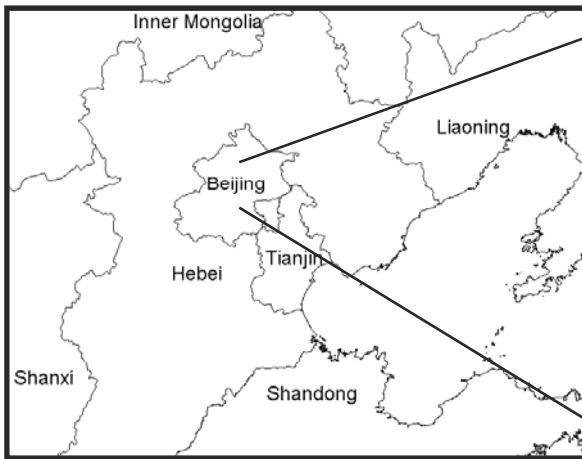 Inner Mongolia
Liaoning
Beijing
Tianjin
Hebei
Shanxi
Shandong